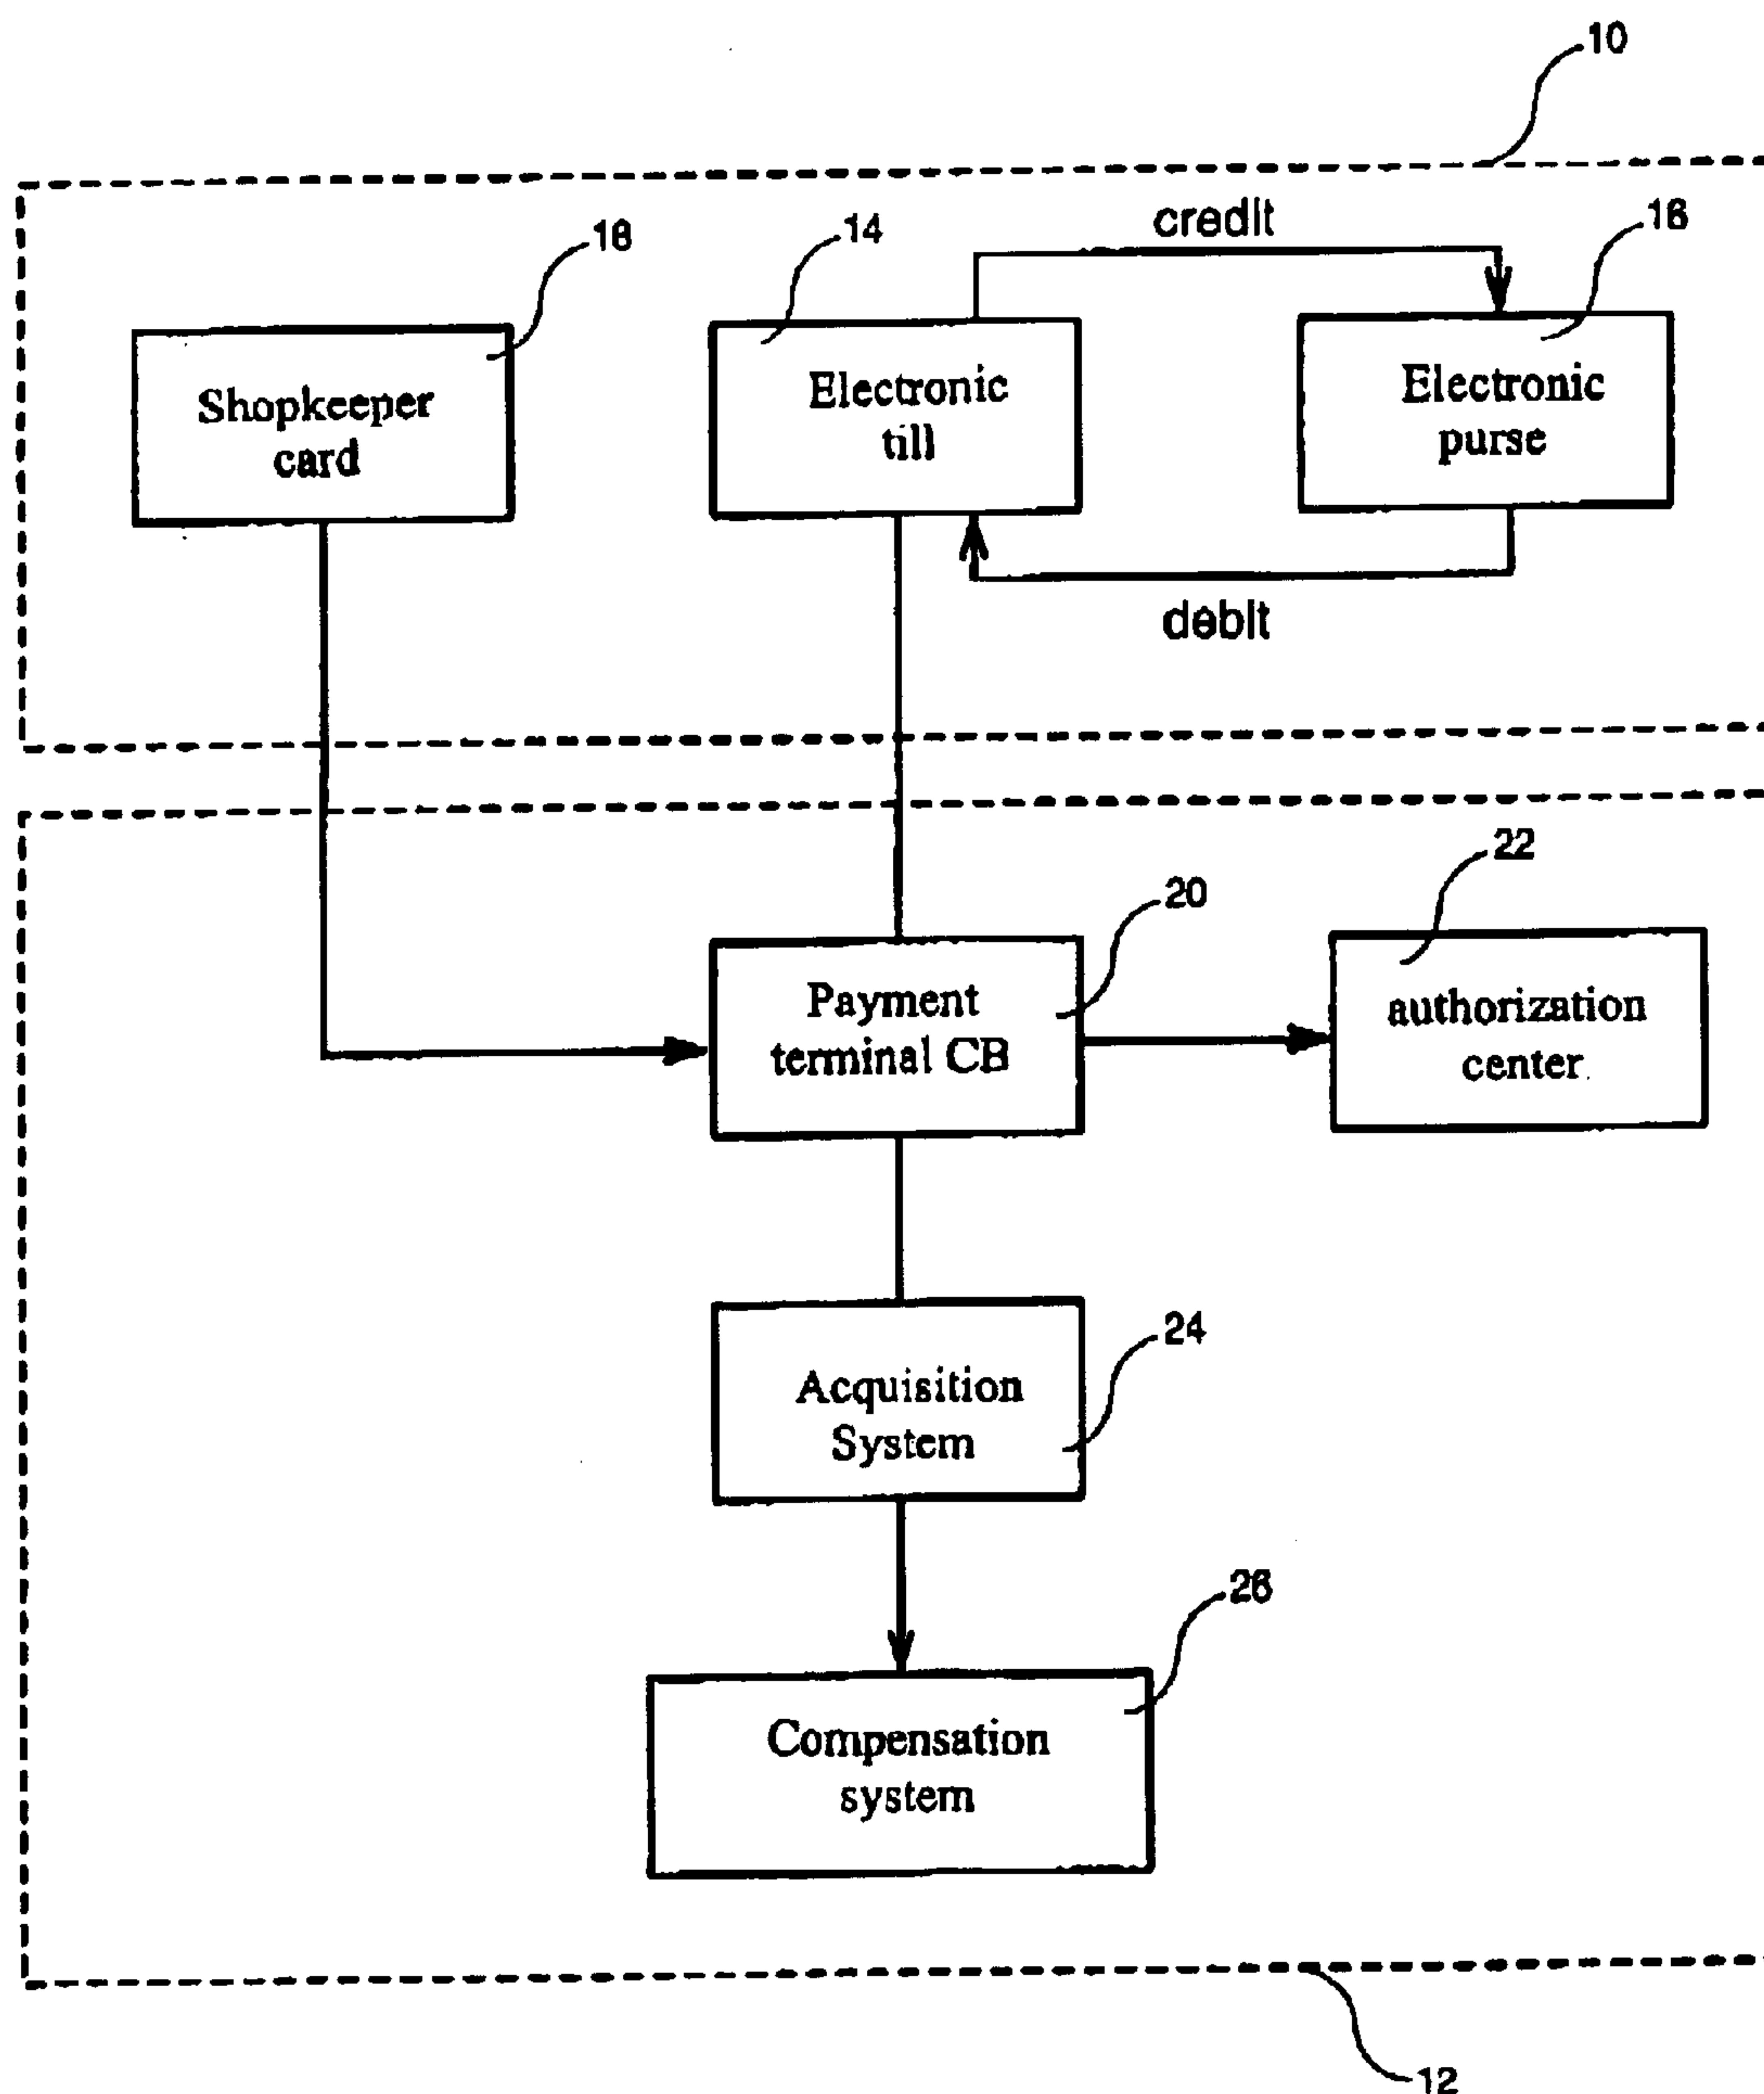 10
credit
18
14
16
Shopkeeper
card
Electronic
till
Electronic
purse
debit
22
20
Payment
terminal CB
authorization
center
24
Acquisition
System
26
Compensation
system
12